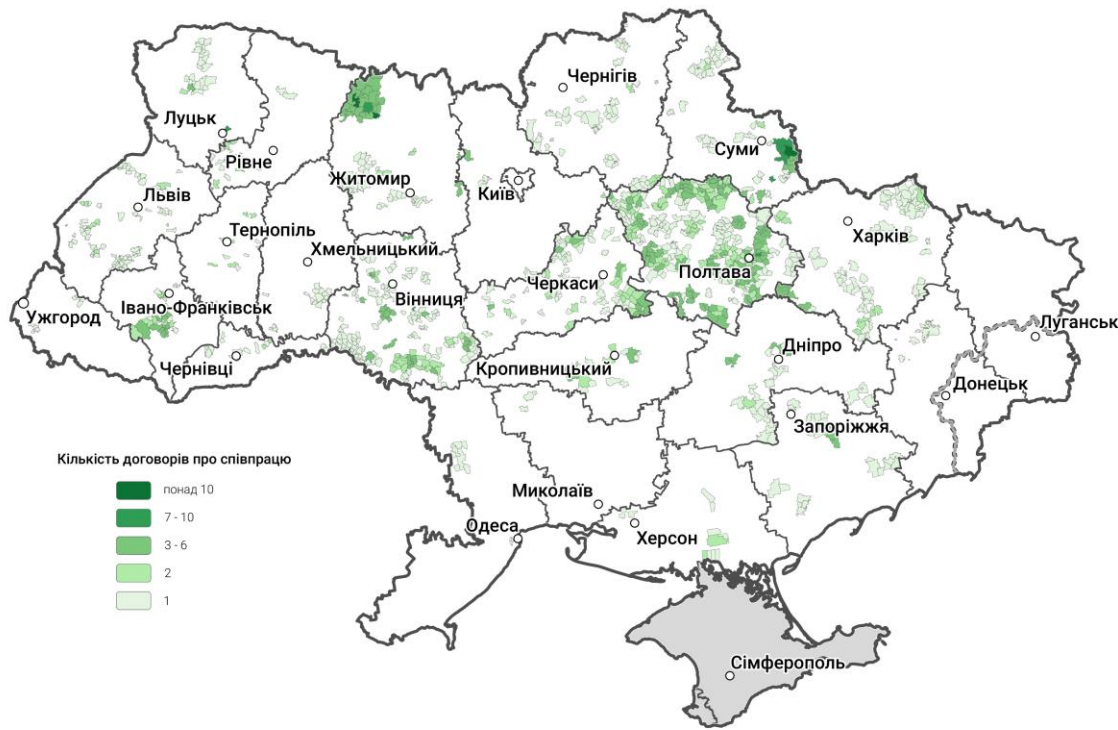 Чернігів
Луцьк
Суми
Рівне
Житомир
Київ
Львів
Тернопіль
Харків
Хмельницький
Полтава
Черкаси
Вінниця
Івано-Франківськ
Ужгород
Луганськ
Дніпро
Чернівці
Кропивницький
Донецьк
Запоріжжя
Кількість договорів про співпрацю
понад 10
7 - 10
3 - 6
2
1
Миколаїв
Одеса
Херсон
Сімферополь